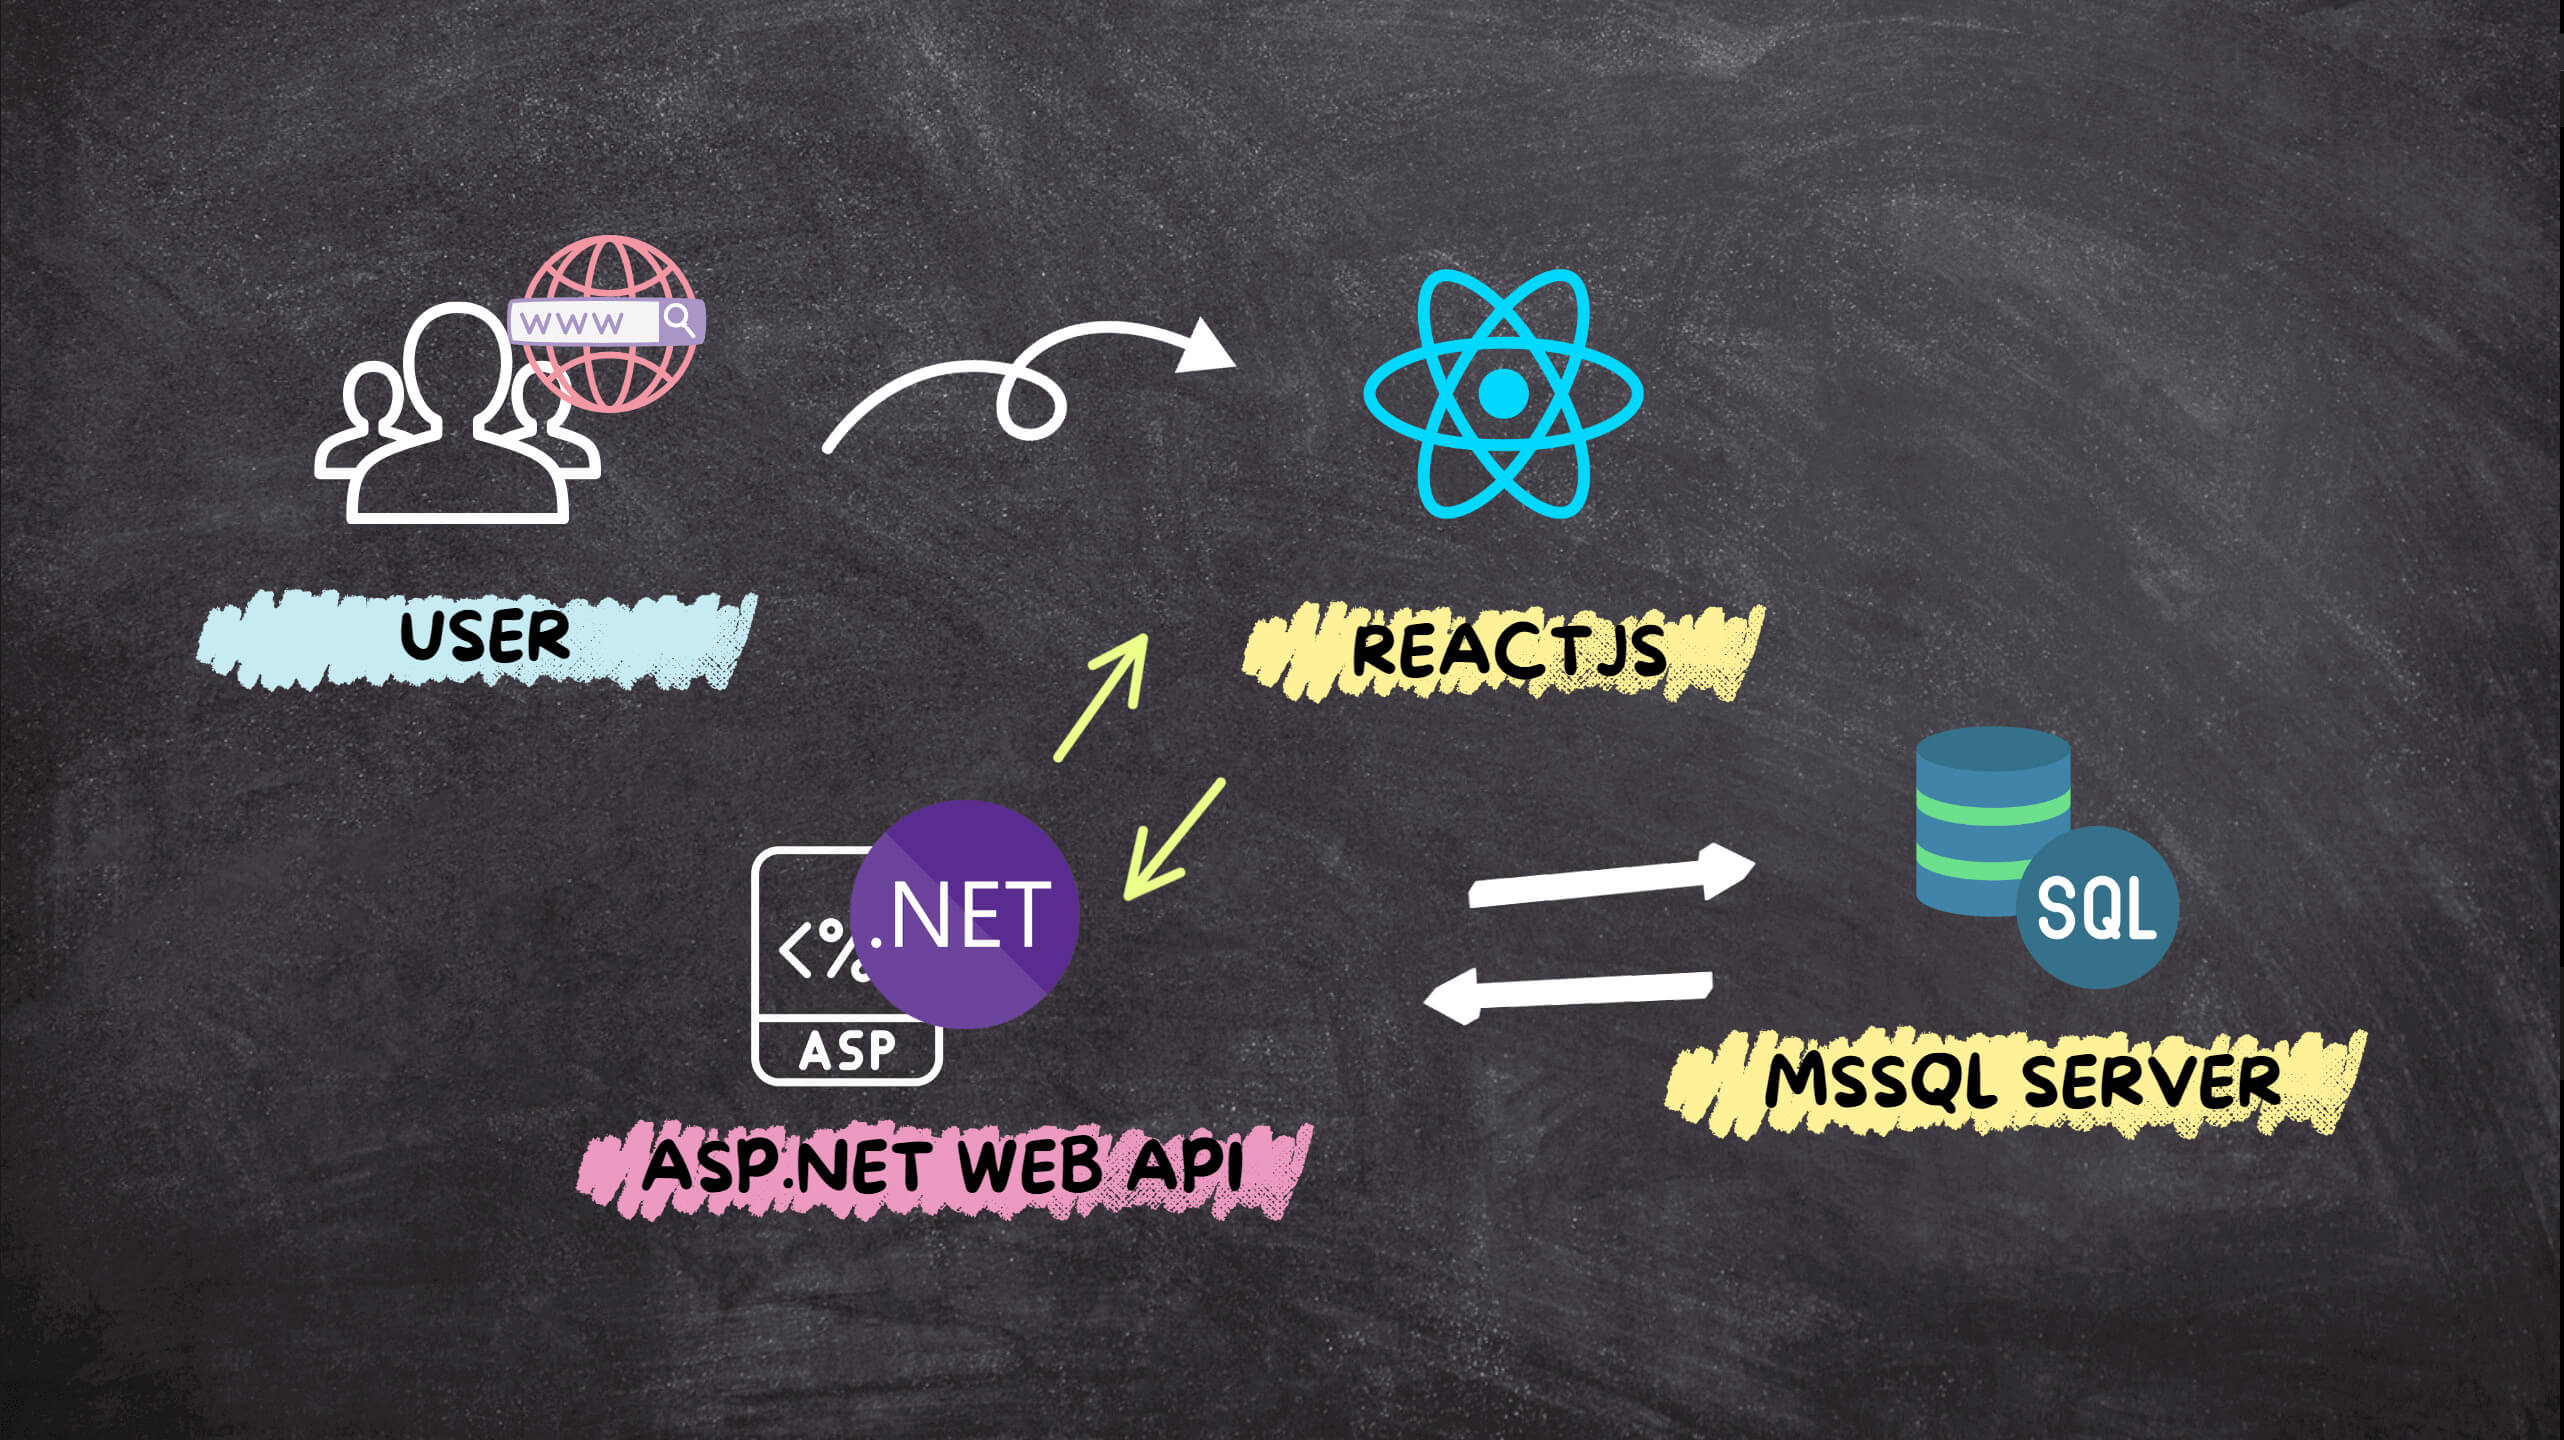 WWW
USER
REACTJS
.NET
<%
ASP
SQL
MSSQL SERVER
ASP.NET WEB API